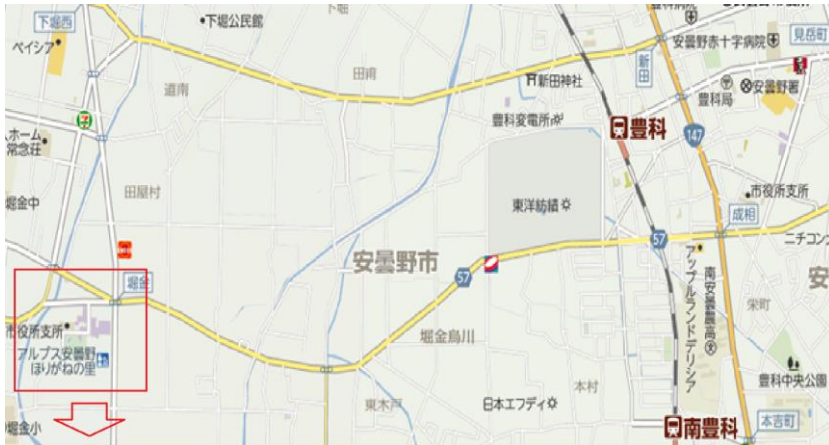 下堀西
下堀公民館
下堀
ベイシア
道南
田甫
新田
安曇野赤十字病院
見岳町
新田神社
豊科局
安曇野署
豊科変電所
豊科
147
ホーム
常念荘
田屋村
堀金中
東洋紡績
市役所支所
成相
ニチコン
57
安曇野市
57
堀金
アップルランドデリシア
南安曇農高
栄町
市役所支所
アルプス安曇野
ほりがねの里
堀金烏川
本村
豊科中央公園
東木戸
日本エフディ
堀金小
南豊科
本吉町